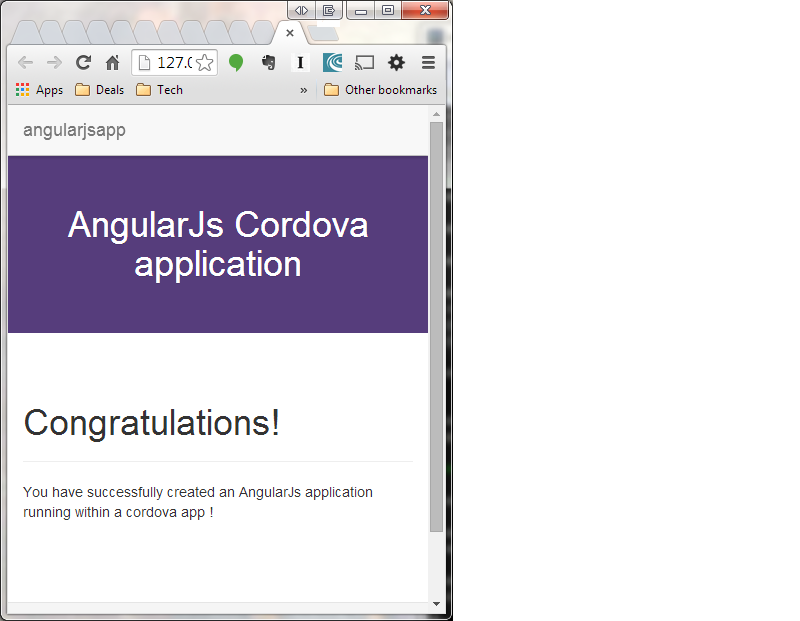 127.0
Apps Deals Tech » Other bookmarks
angularjsapp
AngularJs Cordova
application
Congratulations!
You have successfully created an AngularJs application
running within a cordova app !